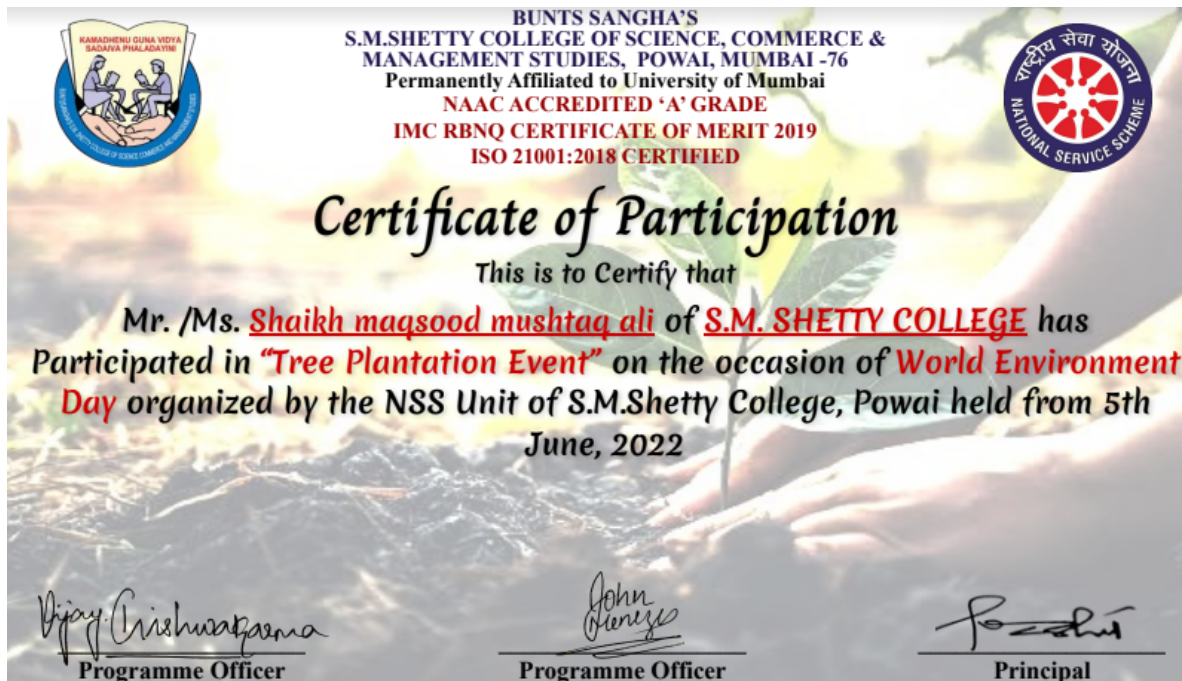 KAMADHENU GUNA VIDYA
SADAIVA PHALADAYINI
BUNTS SANGHA'S
S.M.SHETTY COLLEGE OF SCIENCE, COMMERCE &
MANAGEMENT STUDIES, POWAI, MUMBAI -76
Permanently Affiliated to University of Mumbai
NAAC ACCREDITED ‘A’ GRADE
IMC RBNQ CERTIFICATE OF MERIT 2019
ISO 21001:2018 CERTIFIED
राष्ट्रीय सेवा योजना
NATIONAL SERVICE SCHEME
Certificate of Participation
This is to Certify that
Mr. /Ms. Shaikh maqsood mushtaq ali of S.M. SHETTY COLLEGE has
Participated in “Tree Plantation Event” on the occasion of World Environment
Day organized by the NSS Unit of S.M.Shetty College, Powai held from 5th
June, 2022
Vijay
John
Programme Officer
Programme Officer
Principal